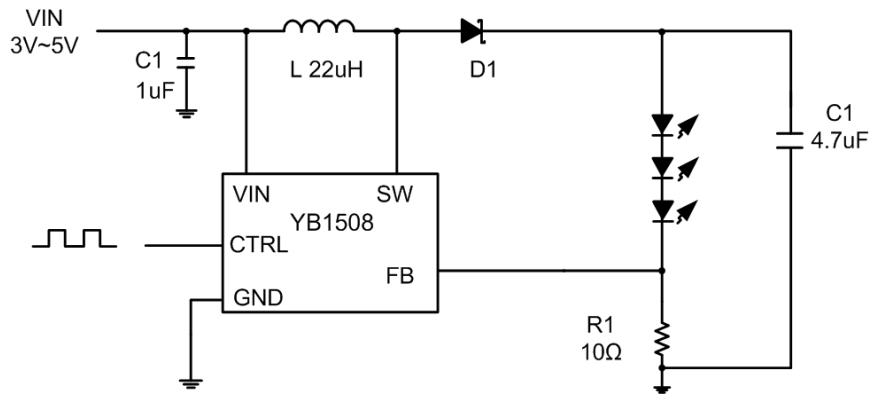 VIN
3V~5V
C1
1uF
L 22uH
D1
C1
4.7uF
VIN
SW
YB1508
CTRL
FB
GND
R1
10Ω